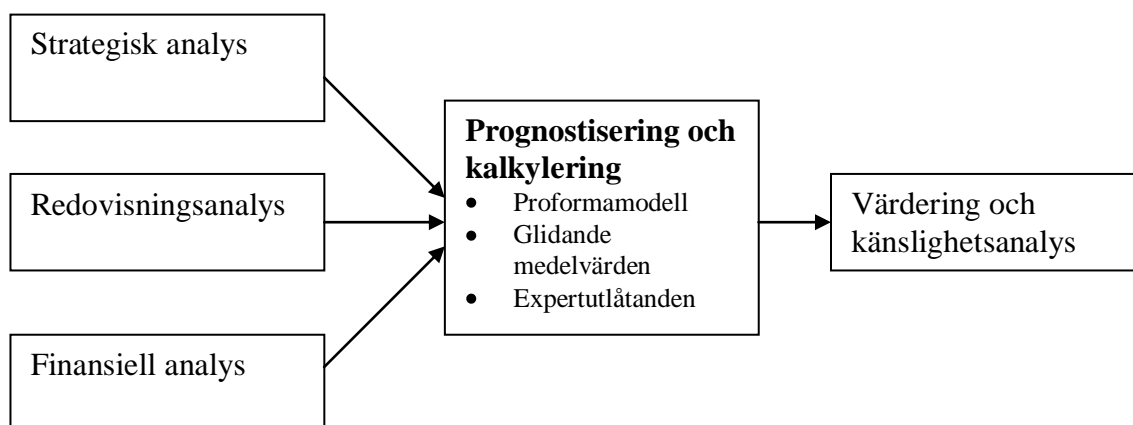 Strategisk analys
Redovisningsanalys
Finansiell analys
Prognostisering och
kalkylering
• Proformamodell
• Glidande
medelvärden
• Expertutlåtanden
Värdering och
känslighetsanalys